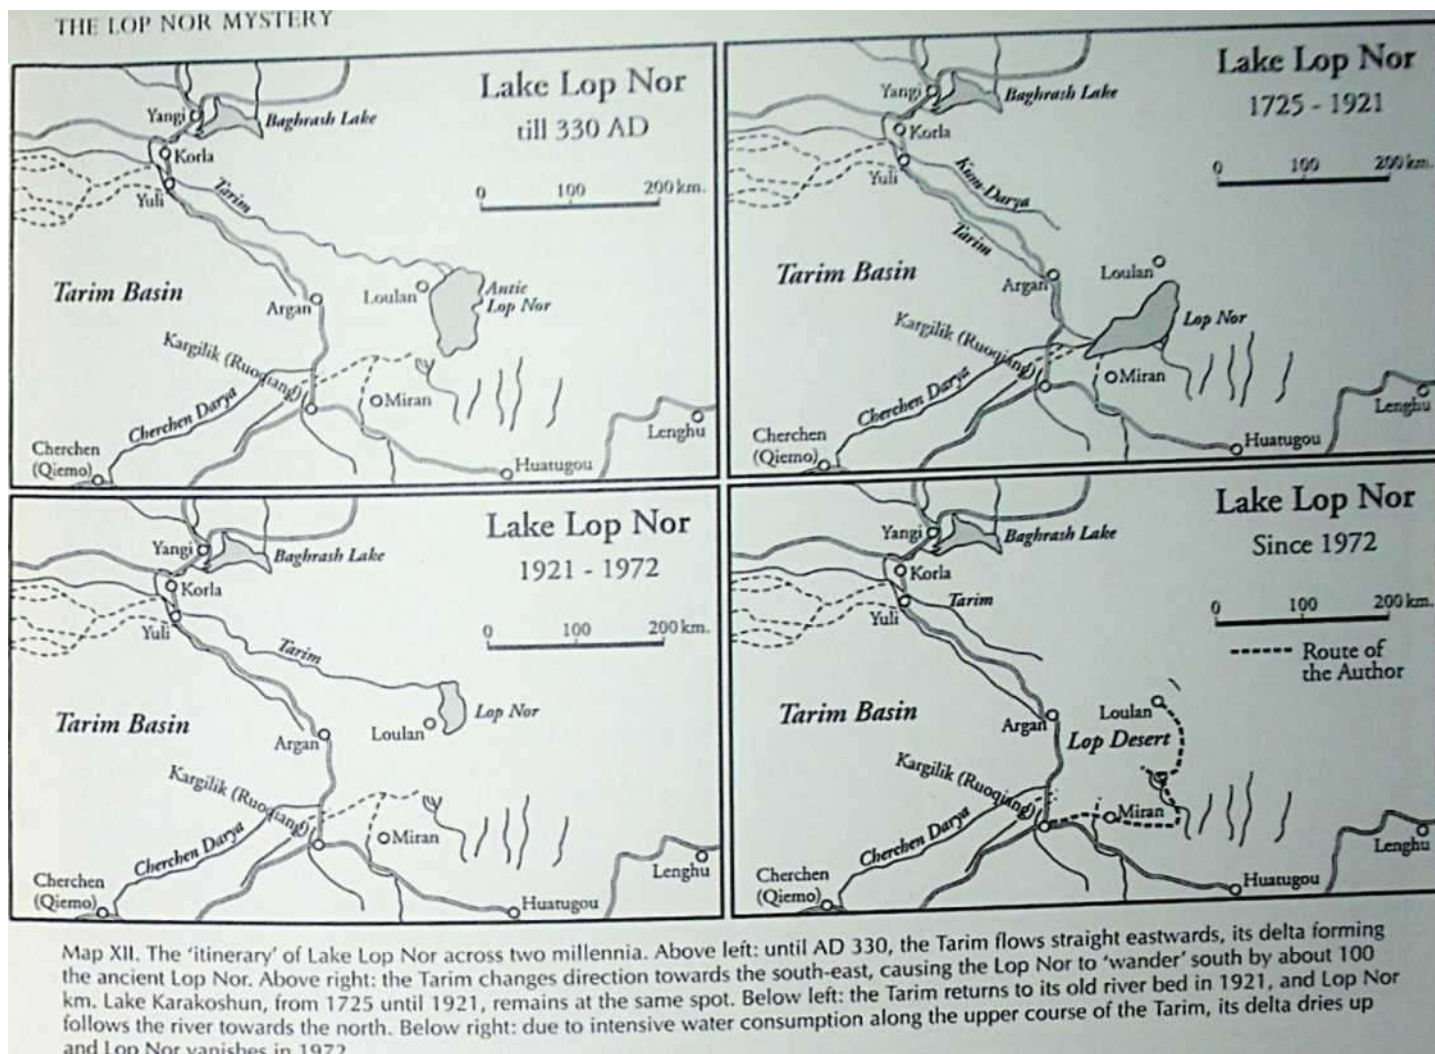 THE LOP NOR MYSTERY
Lake Lop Nor
till 330 AD
0 100 200 km.
Yangi
Baghrash Lake
Korla
Yuli
Tarim
Tarim Basin
Argan
Loulan
Antic
Lop Nor
Kargilik (Ruoqiang)
Cherchen Darya
Miran
Cherchen
(Qiemo)
Huatugou
Lenghu
Lake Lop Nor
1725 - 1921
0 100 200 km.
Yangi
Baghrash Lake
Korla
Yuli
Kum Darya
Tarim
Tarim Basin
Argan
Loulan
Lop Nor
Kargilik (Ruoqiang)
Cherchen Darya
Miran
Cherchen
(Qiemo)
Huatugou
Lenghu
Lake Lop Nor
1921 - 1972
0 100 200 km.
Yangi
Baghrash Lake
Korla
Yuli
Tarim
Tarim Basin
Argan
Loulan
Lop Nor
Kargilik (Ruoqiang)
Cherchen Darya
Miran
Cherchen
(Qiemo)
Huatugou
Lenghu
Lake Lop Nor
Since 1972
0 100 200 km.
Route of
the Author
Yangi
Baghrash Lake
Korla
Yuli
Tarim
Tarim Basin
Argan
Loulan
Lop Desert
Kargilik (Ruoqiang)
Cherchen Darya
Miran
Cherchen
(Qiemo)
Huatugou
Lenghu
Map XII. The 'itinerary' of Lake Lop Nor across two millennia. Above left: until AD 330, the Tarim flows straight eastwards, its delta forming
the ancient Lop Nor. Above right: the Tarim changes direction towards the south-east, causing the Lop Nor to 'wander' south by about 100
km. Lake Karakoshun, from 1725 until 1921, remains at the same spot. Below left: the Tarim returns to its old river bed in 1921, and Lop Nor
follows the river towards the north. Below right: due to intensive water consumption along the upper course of the Tarim, its delta dries up
and Lop Nor vanishes in 1972